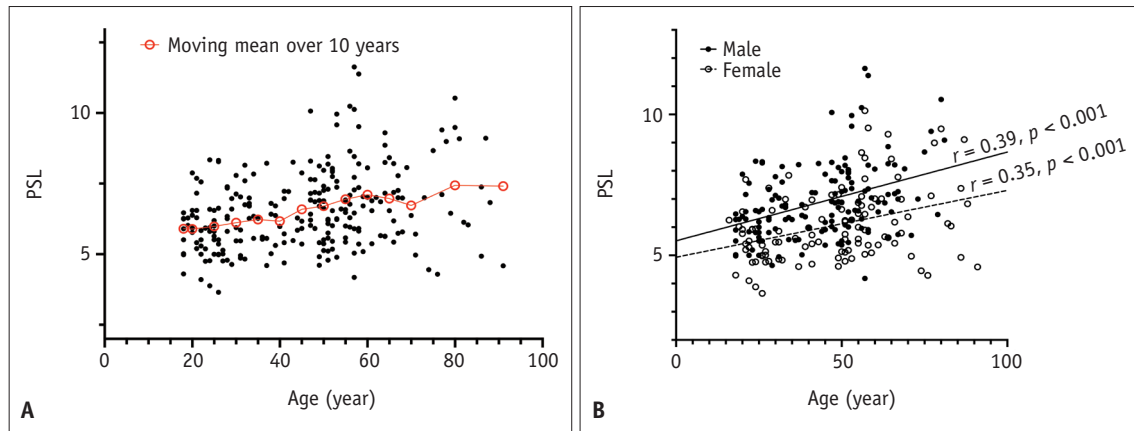 Moving mean over 10 years
10
5
PSL
20
40
60
80
100
Age (year)
A
Male
Female
10
5
PSL
r = 0.39, p < 0.001
r = 0.35, p < 0.001
0
50
100
Age (year)
B